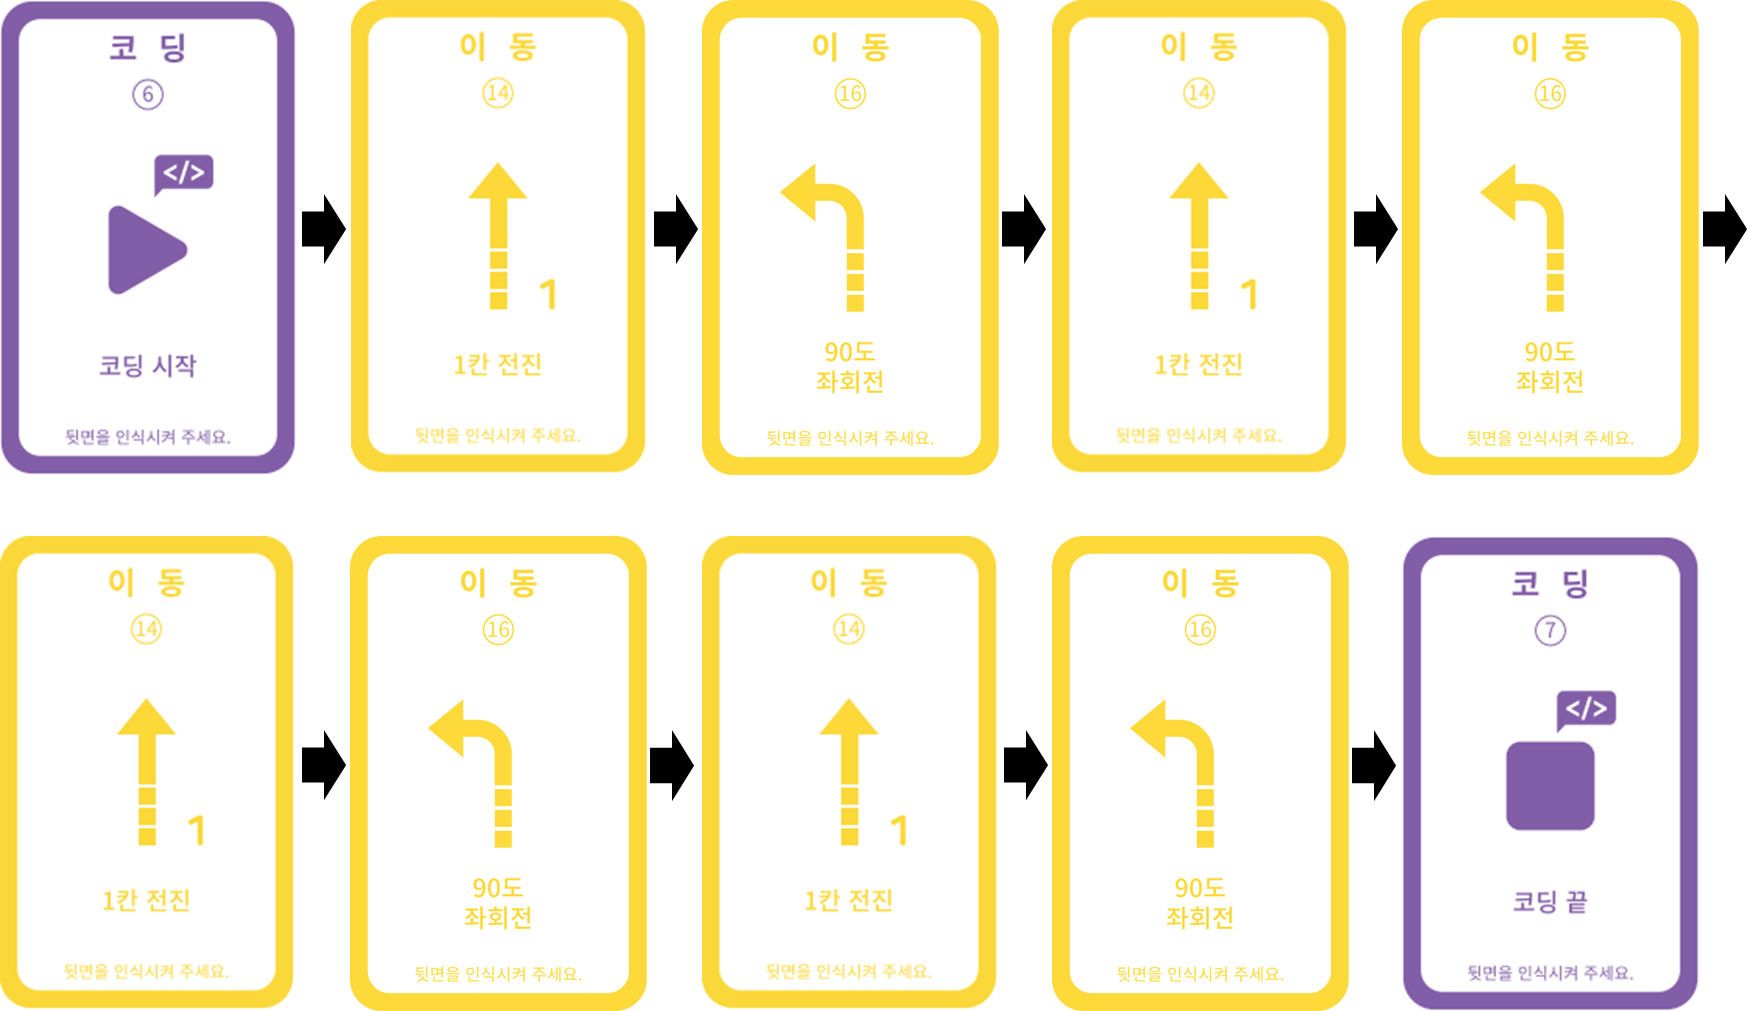 코 딩
⑥
</>
코딩 시작
뒷면을 인식시켜 주세요.
이 동
⑭
1
1칸 전진
뒷면을 인식시켜 주세요.
이 동
⑯
90도
좌회전
뒷면을 인식시켜 주세요.
이 동
⑭
1
1칸 전진
뒷면을 인식시켜 주세요.
이 동
⑯
90도
좌회전
뒷면을 인식시켜 주세요.
이 동
⑭
1
1칸 전진
뒷면을 인식시켜 주세요.
이 동
⑯
90도
좌회전
뒷면을 인식시켜 주세요.
이 동
⑭
1
1칸 전진
뒷면을 인식시켜 주세요.
이 동
⑯
90도
좌회전
뒷면을 인식시켜 주세요.
코 딩
⑦
</>
코딩 끝
뒷면을 인식시켜 주세요.